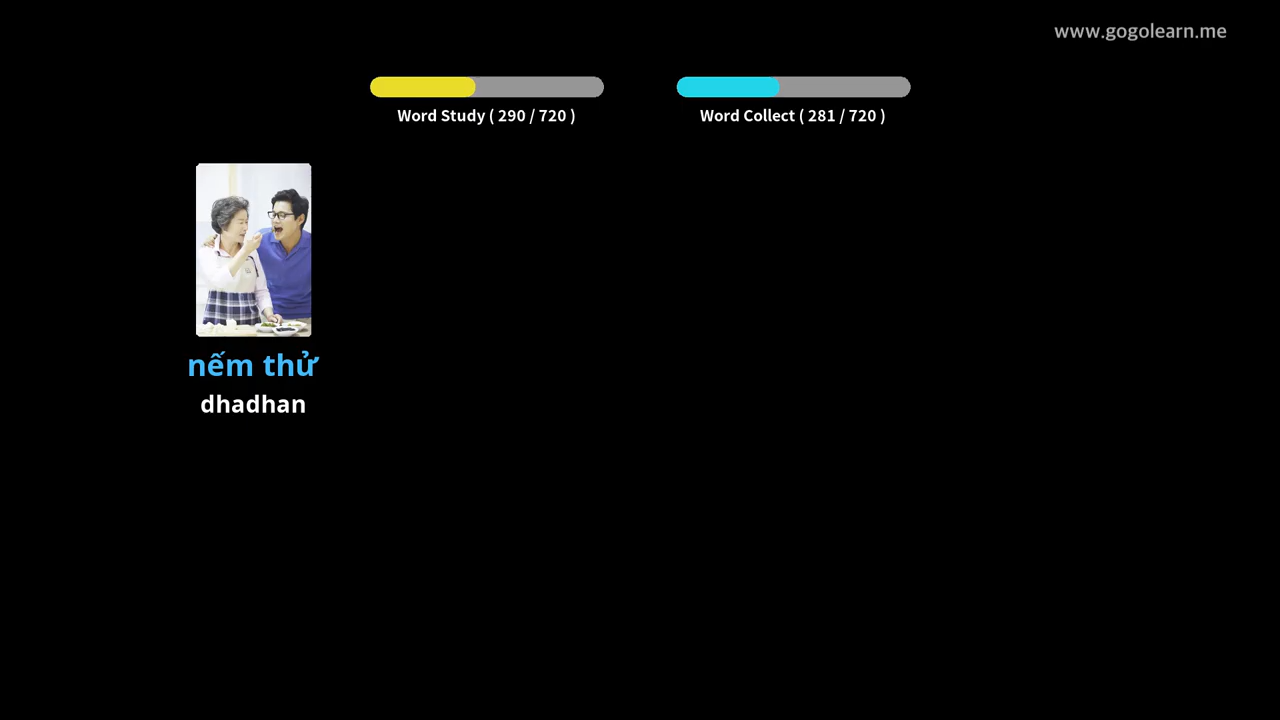 www.gogolearn.me
Word Study ( 290 / 720 )
Word Collect ( 281 / 720 )
nếm thử
dhadhan